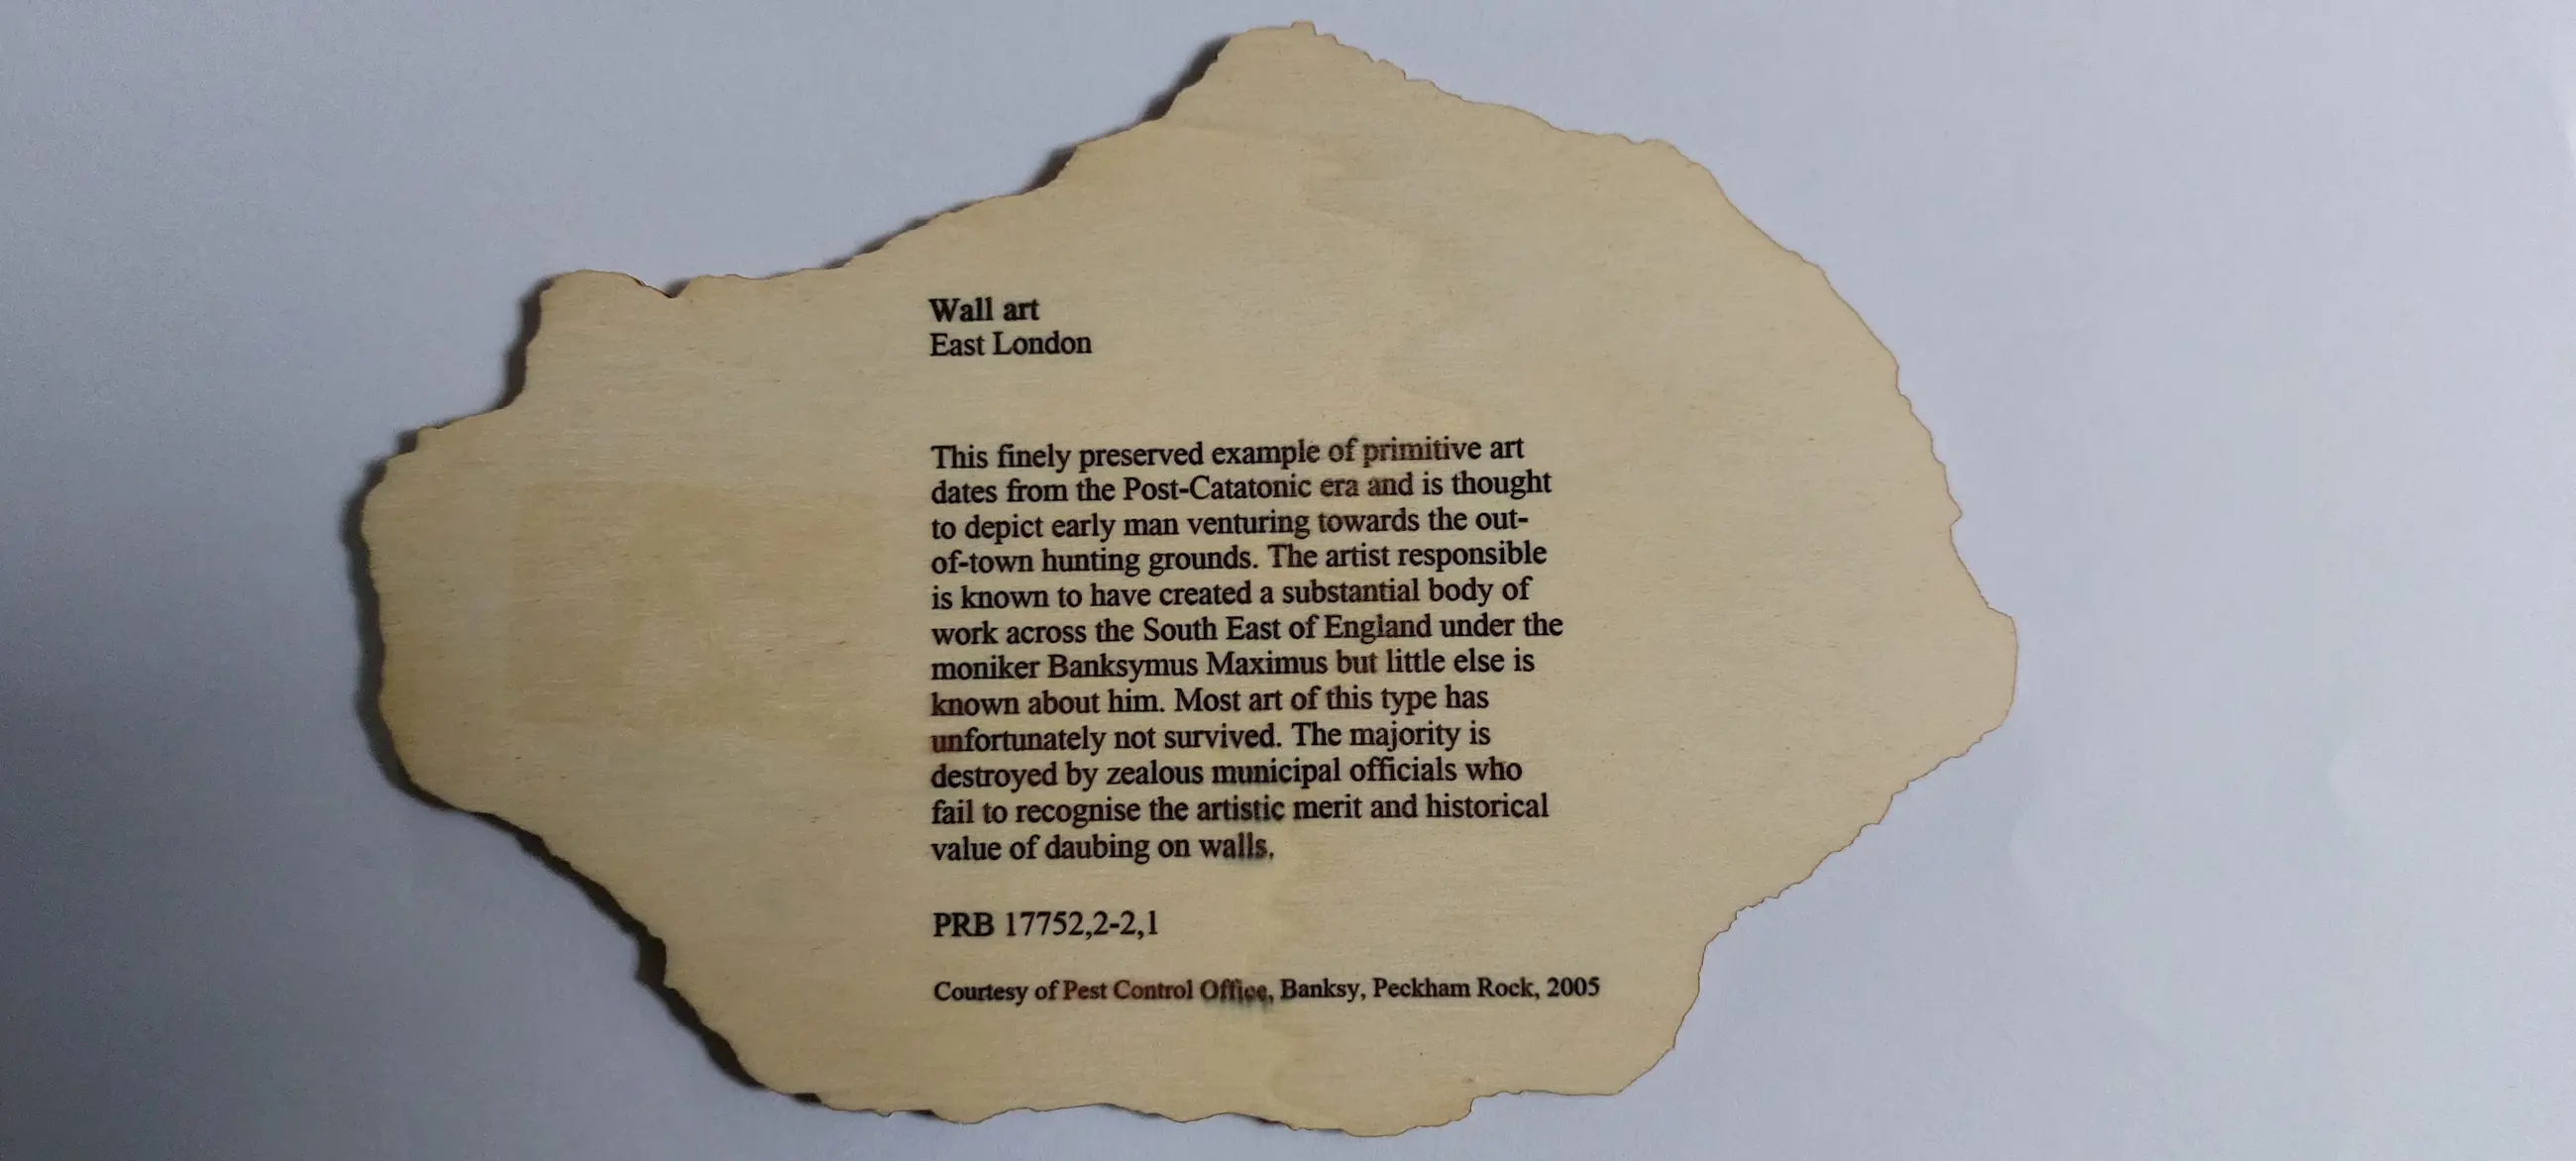 Wall art
East London
This finely preserved example of primitive art
dates from the Post-Catatonic era and is thought
to depict early man venturing towards the out-
of-town hunting grounds. The artist responsible
is known to have created a substantial body of
work across the South East of England under the
moniker Banksymus Maximus but little else is
known about him. Most art of this type has
unfortunately not survived. The majority is
destroyed by zealous municipal officials who
fail to recognise the artistic merit and historical
value of daubing on walls.
PRB 17752,2-2,1
Courtesy of Pest Control Office, Banksy, Peckham Rock, 2005